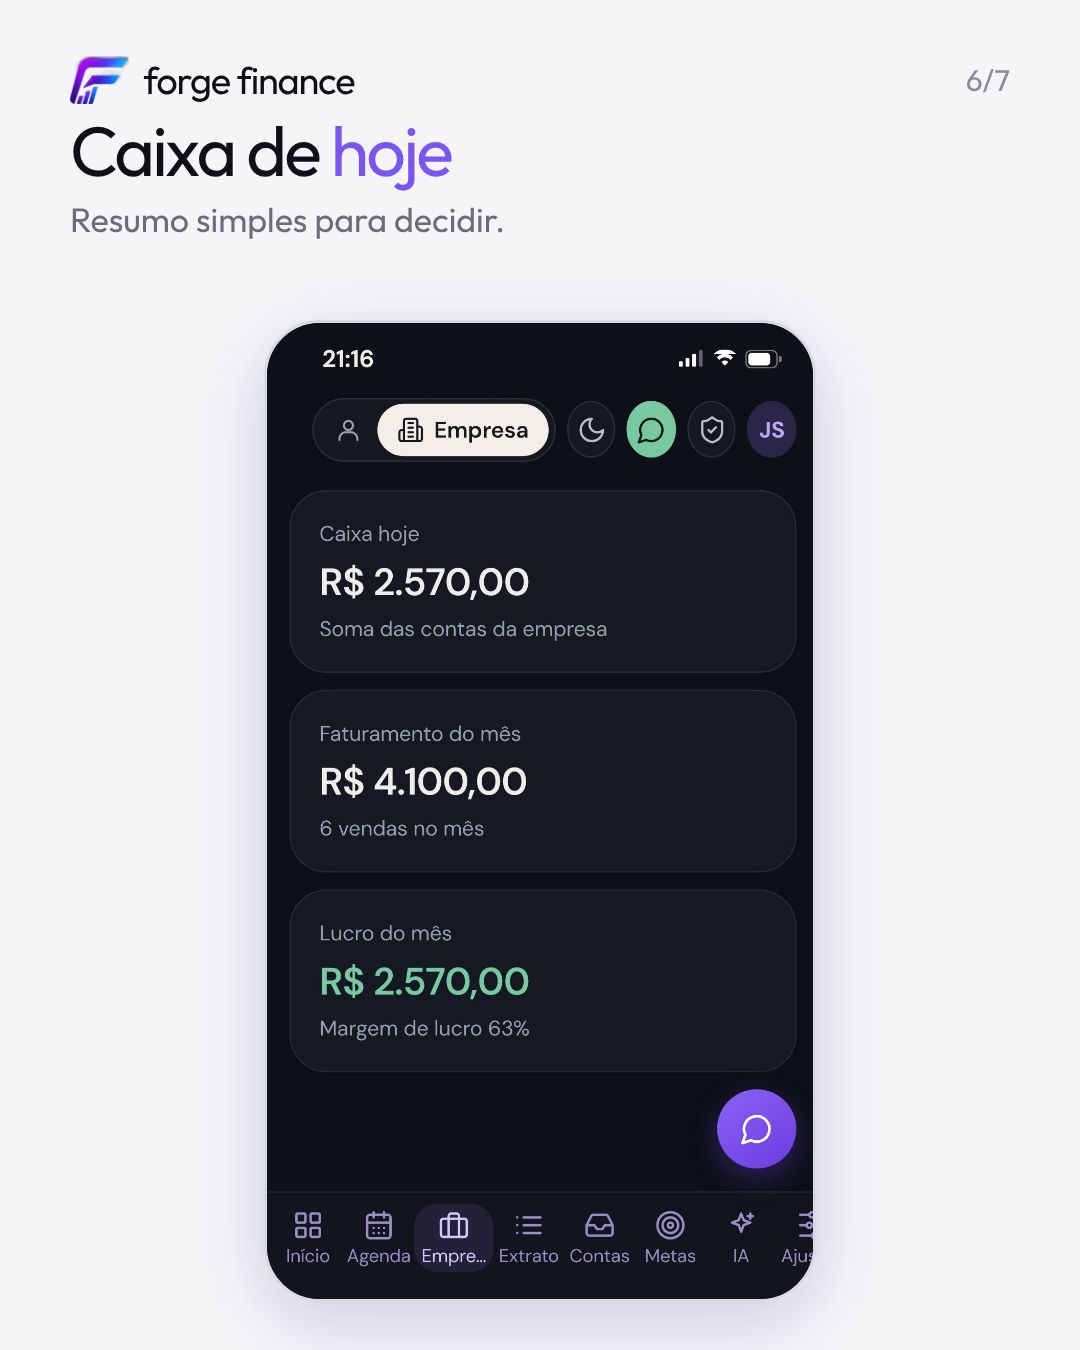 forge finance
6/7
Caixa de hoje
Resumo simples para decidir.
21:16
Empresa
JS
Caixa hoje
R$ 2.570,00
Soma das contas da empresa
Faturamento do mês
R$ 4.100,00
6 vendas no mês
Lucro do mês
R$ 2.570,00
Margem de lucro 63%
Início Agenda Empre... Extrato Contas Metas IA Ajus